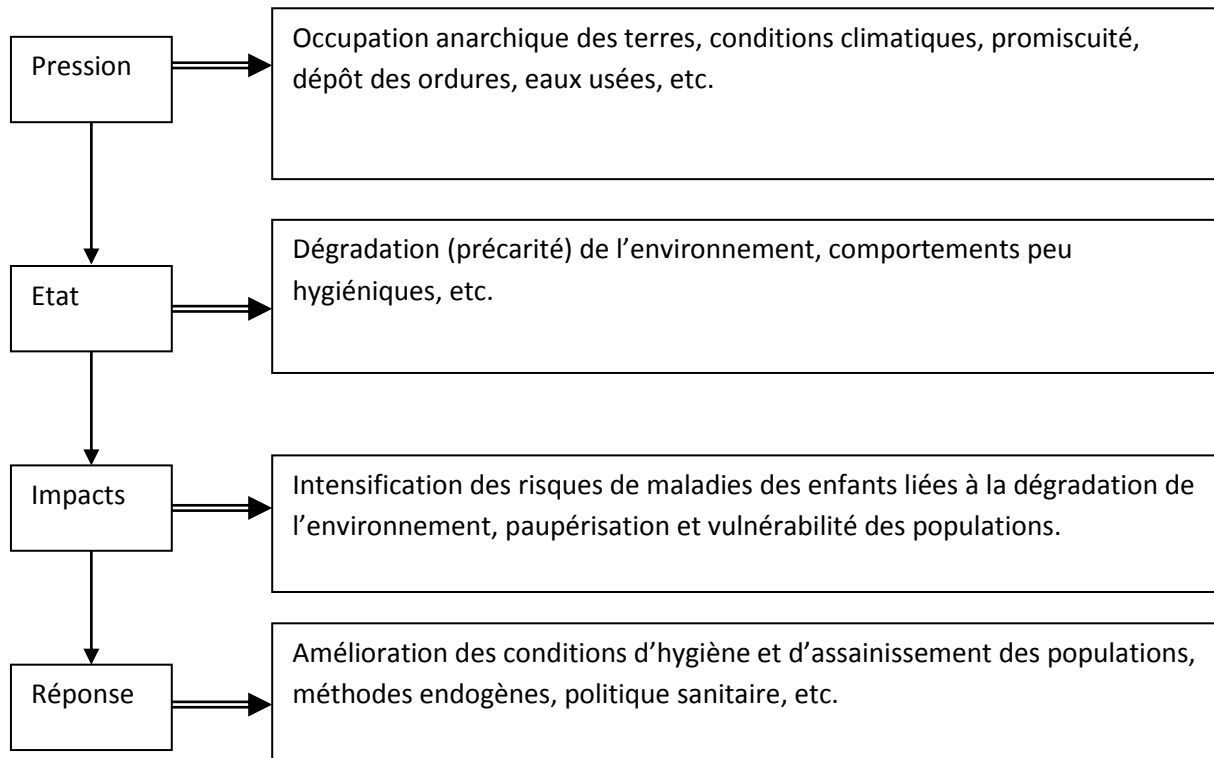 Pression
Occupation anarchique des terres, conditions climatiques, promiscuité,
dépôt des ordures, eaux usées, etc.
Etat
Dégradation (précarité) de l’environnement, comportements peu
hygiéniques, etc.
Impacts
Intensification des risques de maladies des enfants liées à la dégradation de
l’environnement, paupérisation et vulnérabilité des populations.
Réponse
Amélioration des conditions d’hygiène et d’assainissement des populations,
méthodes endogènes, politique sanitaire, etc.